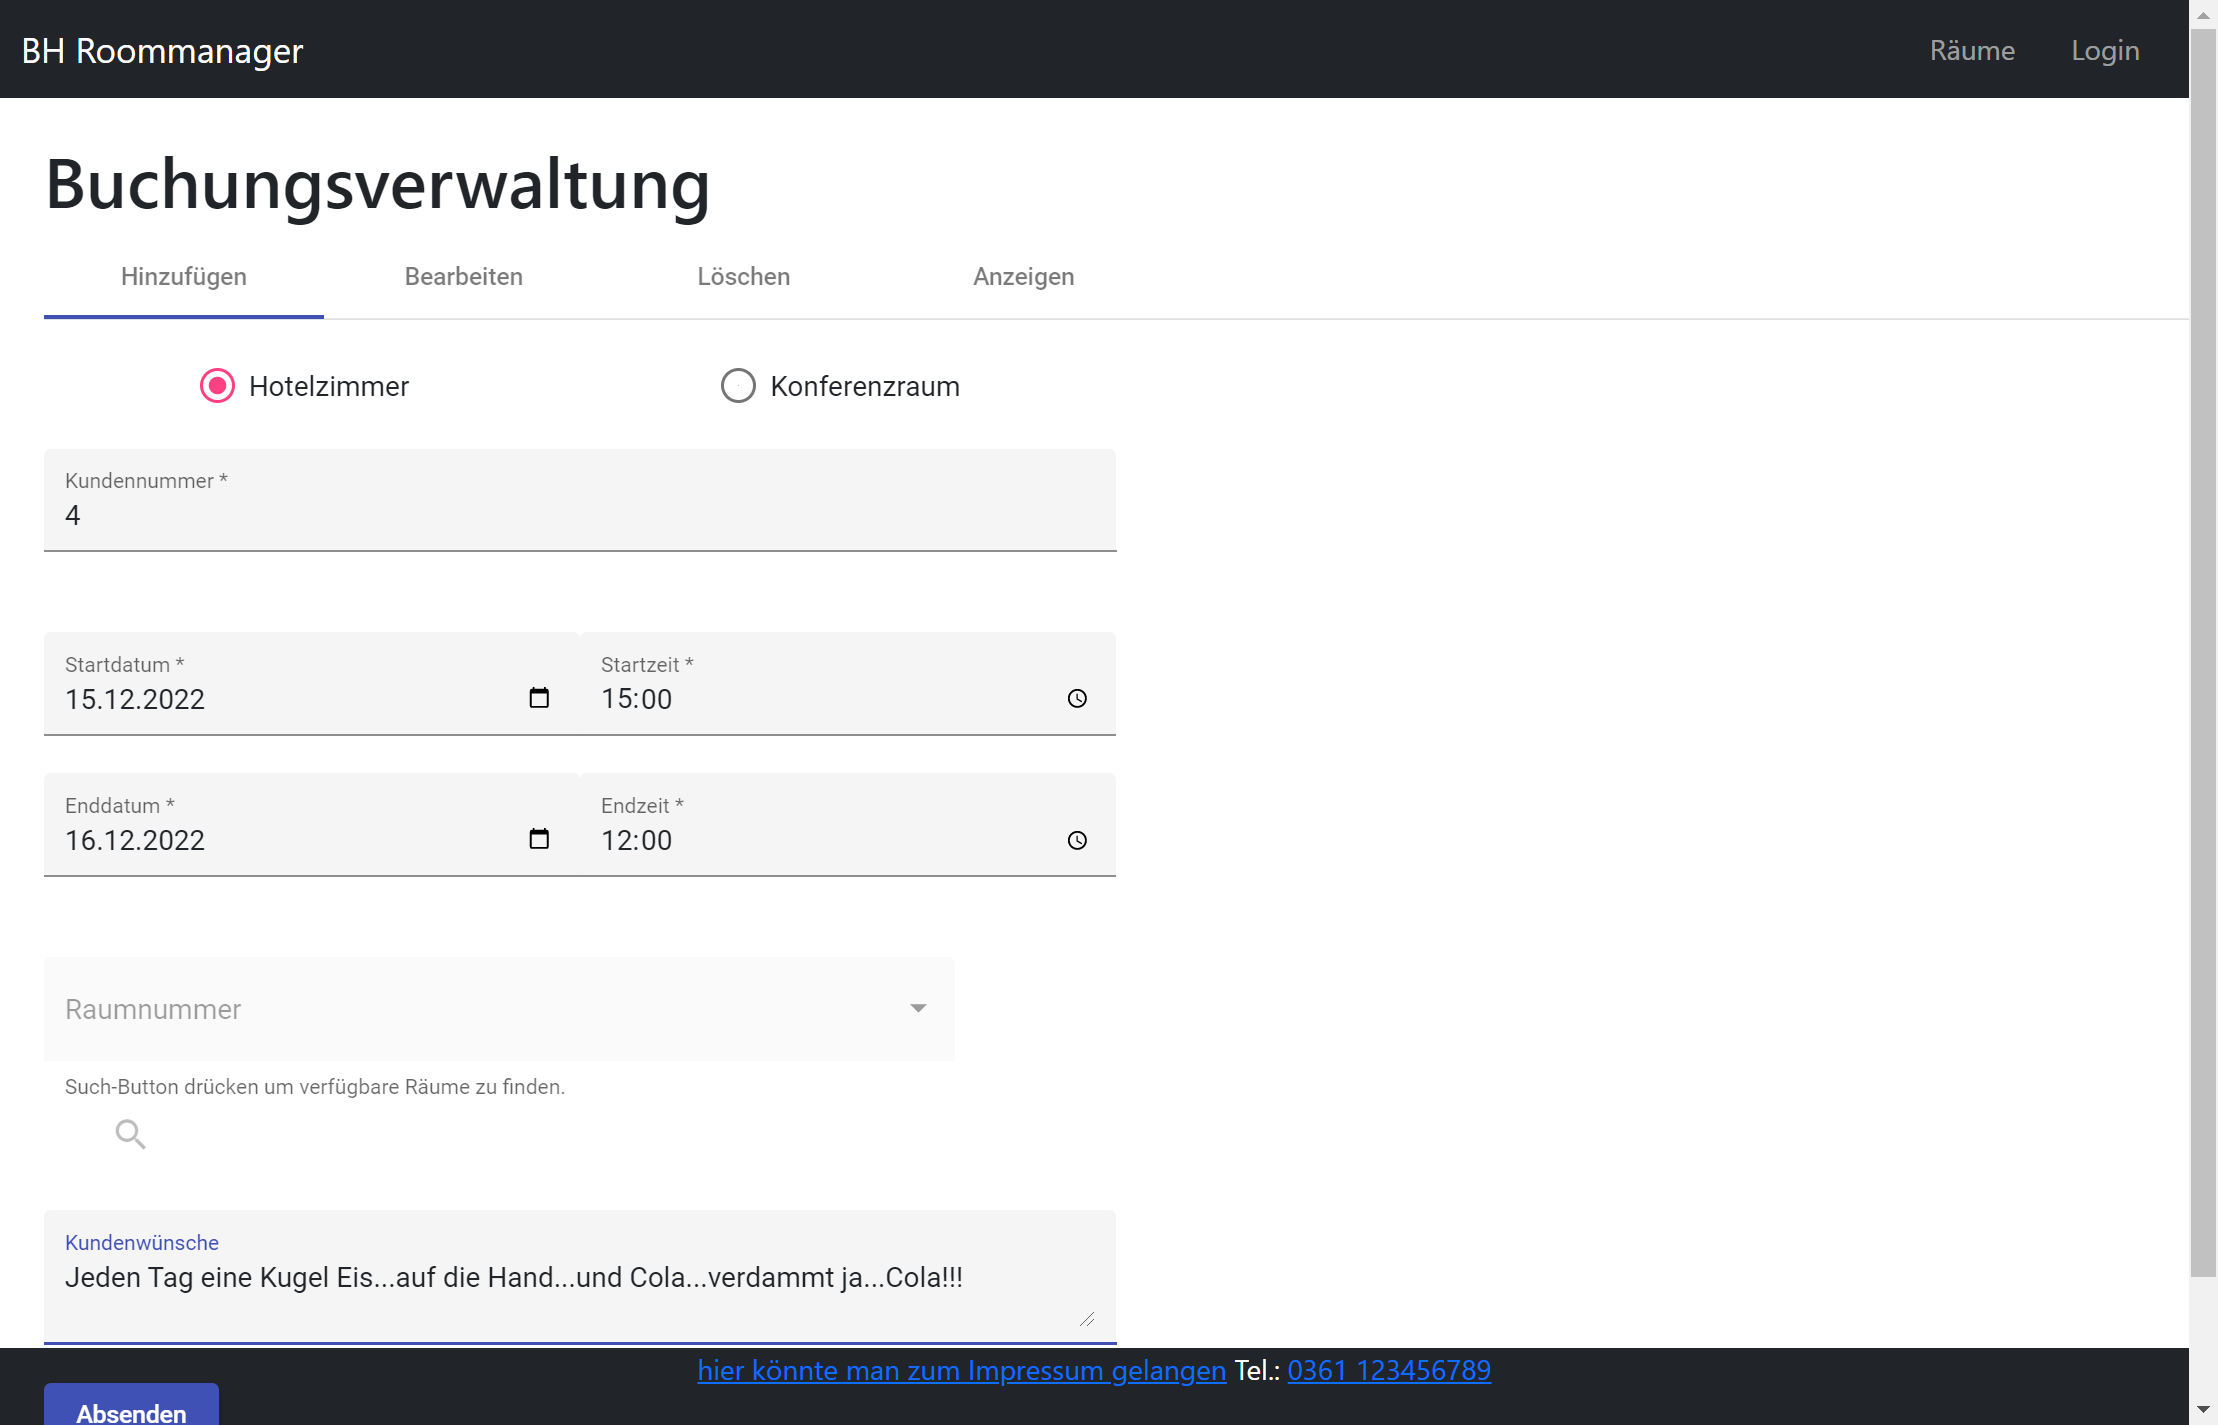 BH Roommanager
Räume
Login
Buchungsverwaltung
Hinzufügen
Bearbeiten
Löschen
Anzeigen
Hotelzimmer
Konferenzraum
Kundennummer *
4
Startdatum *
Startzeit *
15.12.2022
15:00
Enddatum *
Endzeit *
16.12.2022
12:00
Raumnummer
Such-Button drücken um verfügbare Räume zu finden.
Kundenwünsche
Jeden Tag eine Kugel Eis...auf die Hand...und Cola...verdammt ja...Cola!!!
hier könnte man zum Impressum gelangen Tel.: 0361 123456789
Absenden